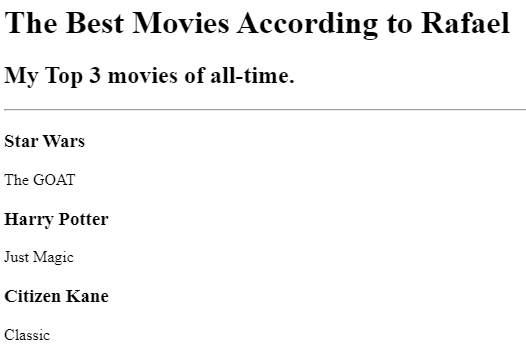 The Best Movies According to Rafael
My Top 3 movies of all-time.
Star Wars
The GOAT
Harry Potter
Just Magic
Citizen Kane
Classic